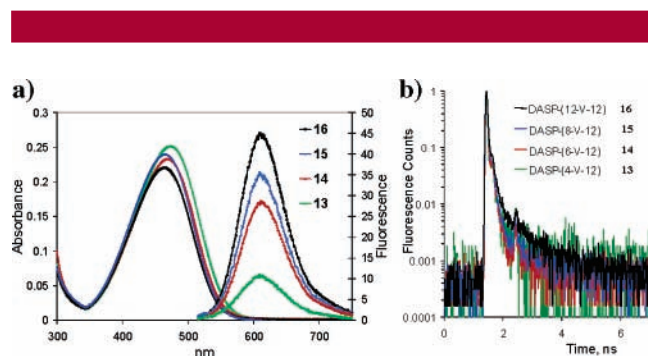 a)
b)
0.3
0.25
0.2
0.15
0.1
0.05
0
Absorbance
50
45
40
35
30
25
20
15
10
5
0
Fluorescence
16
15
14
13
300 400 500 600 700
nm
Fluorescence Counts
1
0.1
0.01
0.001
0.0001
DASP-(12-V-12) 16
DASP-(8-V-12) 15
DASP-(6-V-12) 14
DASP-(4-V-12) 13
0 2 4 6
Time, ns